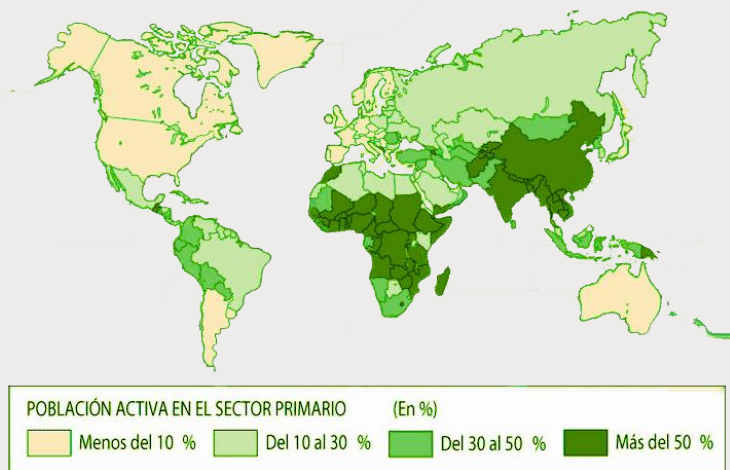 POBLACIÓN ACTIVA EN EL SECTOR PRIMARIO (En %)
Menos del 10 % Del 10 al 30 % Del 30 al 50 % Más del 50 %